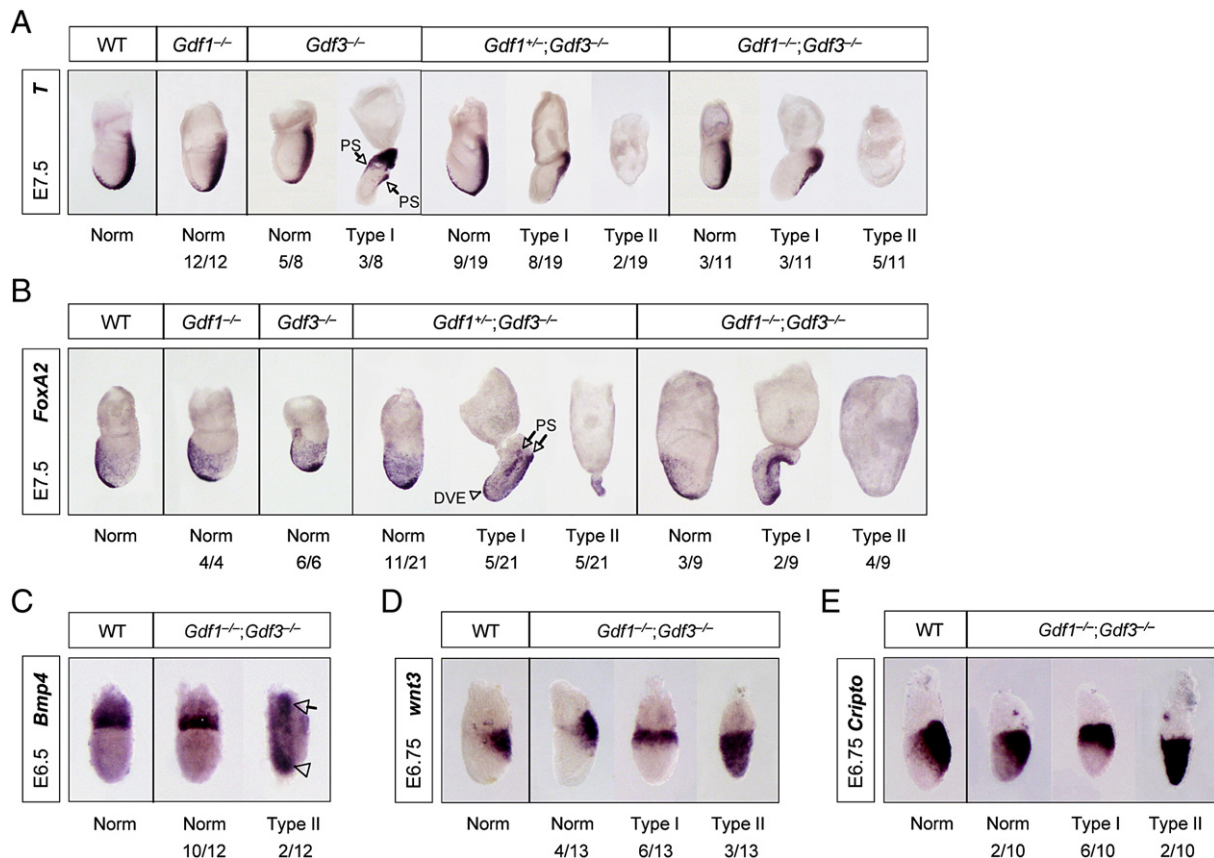 A
WT Gdf1–/– Gdf3–/– Gdf1+/–;Gdf3–/– Gdf1–/–;Gdf3–/–
E7.5 T
PS
PS
Norm Norm Norm Type I Norm Type I Type II Norm Type I Type II
12/12 5/8 3/8 9/19 8/19 2/19 3/11 3/11 5/11
B
WT Gdf1–/– Gdf3–/– Gdf1+/–;Gdf3–/– Gdf1–/–;Gdf3–/–
E7.5 FoxA2
PS
DVE
Norm Norm Norm Norm Type I Type II Norm Type I Type II
4/4 6/6 11/21 5/21 5/21 3/9 2/9 4/9
C
WT Gdf1–/–;Gdf3–/–
E6.5 Bmp4
Norm Norm Type II
10/12 2/12
D
WT Gdf1–/–;Gdf3–/–
E6.75 wnt3
Norm Norm Type I Type II
4/13 6/13 3/13
E
WT Gdf1–/–;Gdf3–/–
E6.75 Cripto
Norm Norm Type I Type II
2/10 6/10 2/10